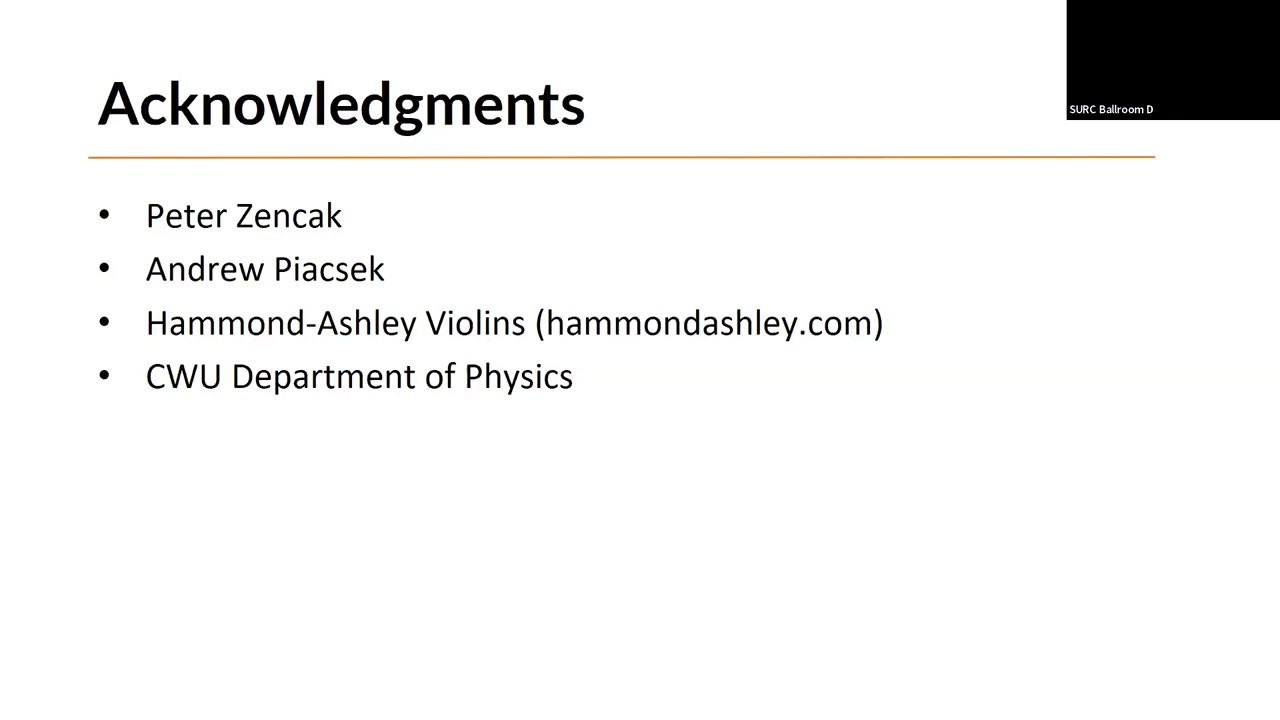 Acknowledgments
SURC Ballroom D
• Peter Zencak
• Andrew Piacsek
• Hammond-Ashley Violins (hammondashley.com)
• CWU Department of Physics